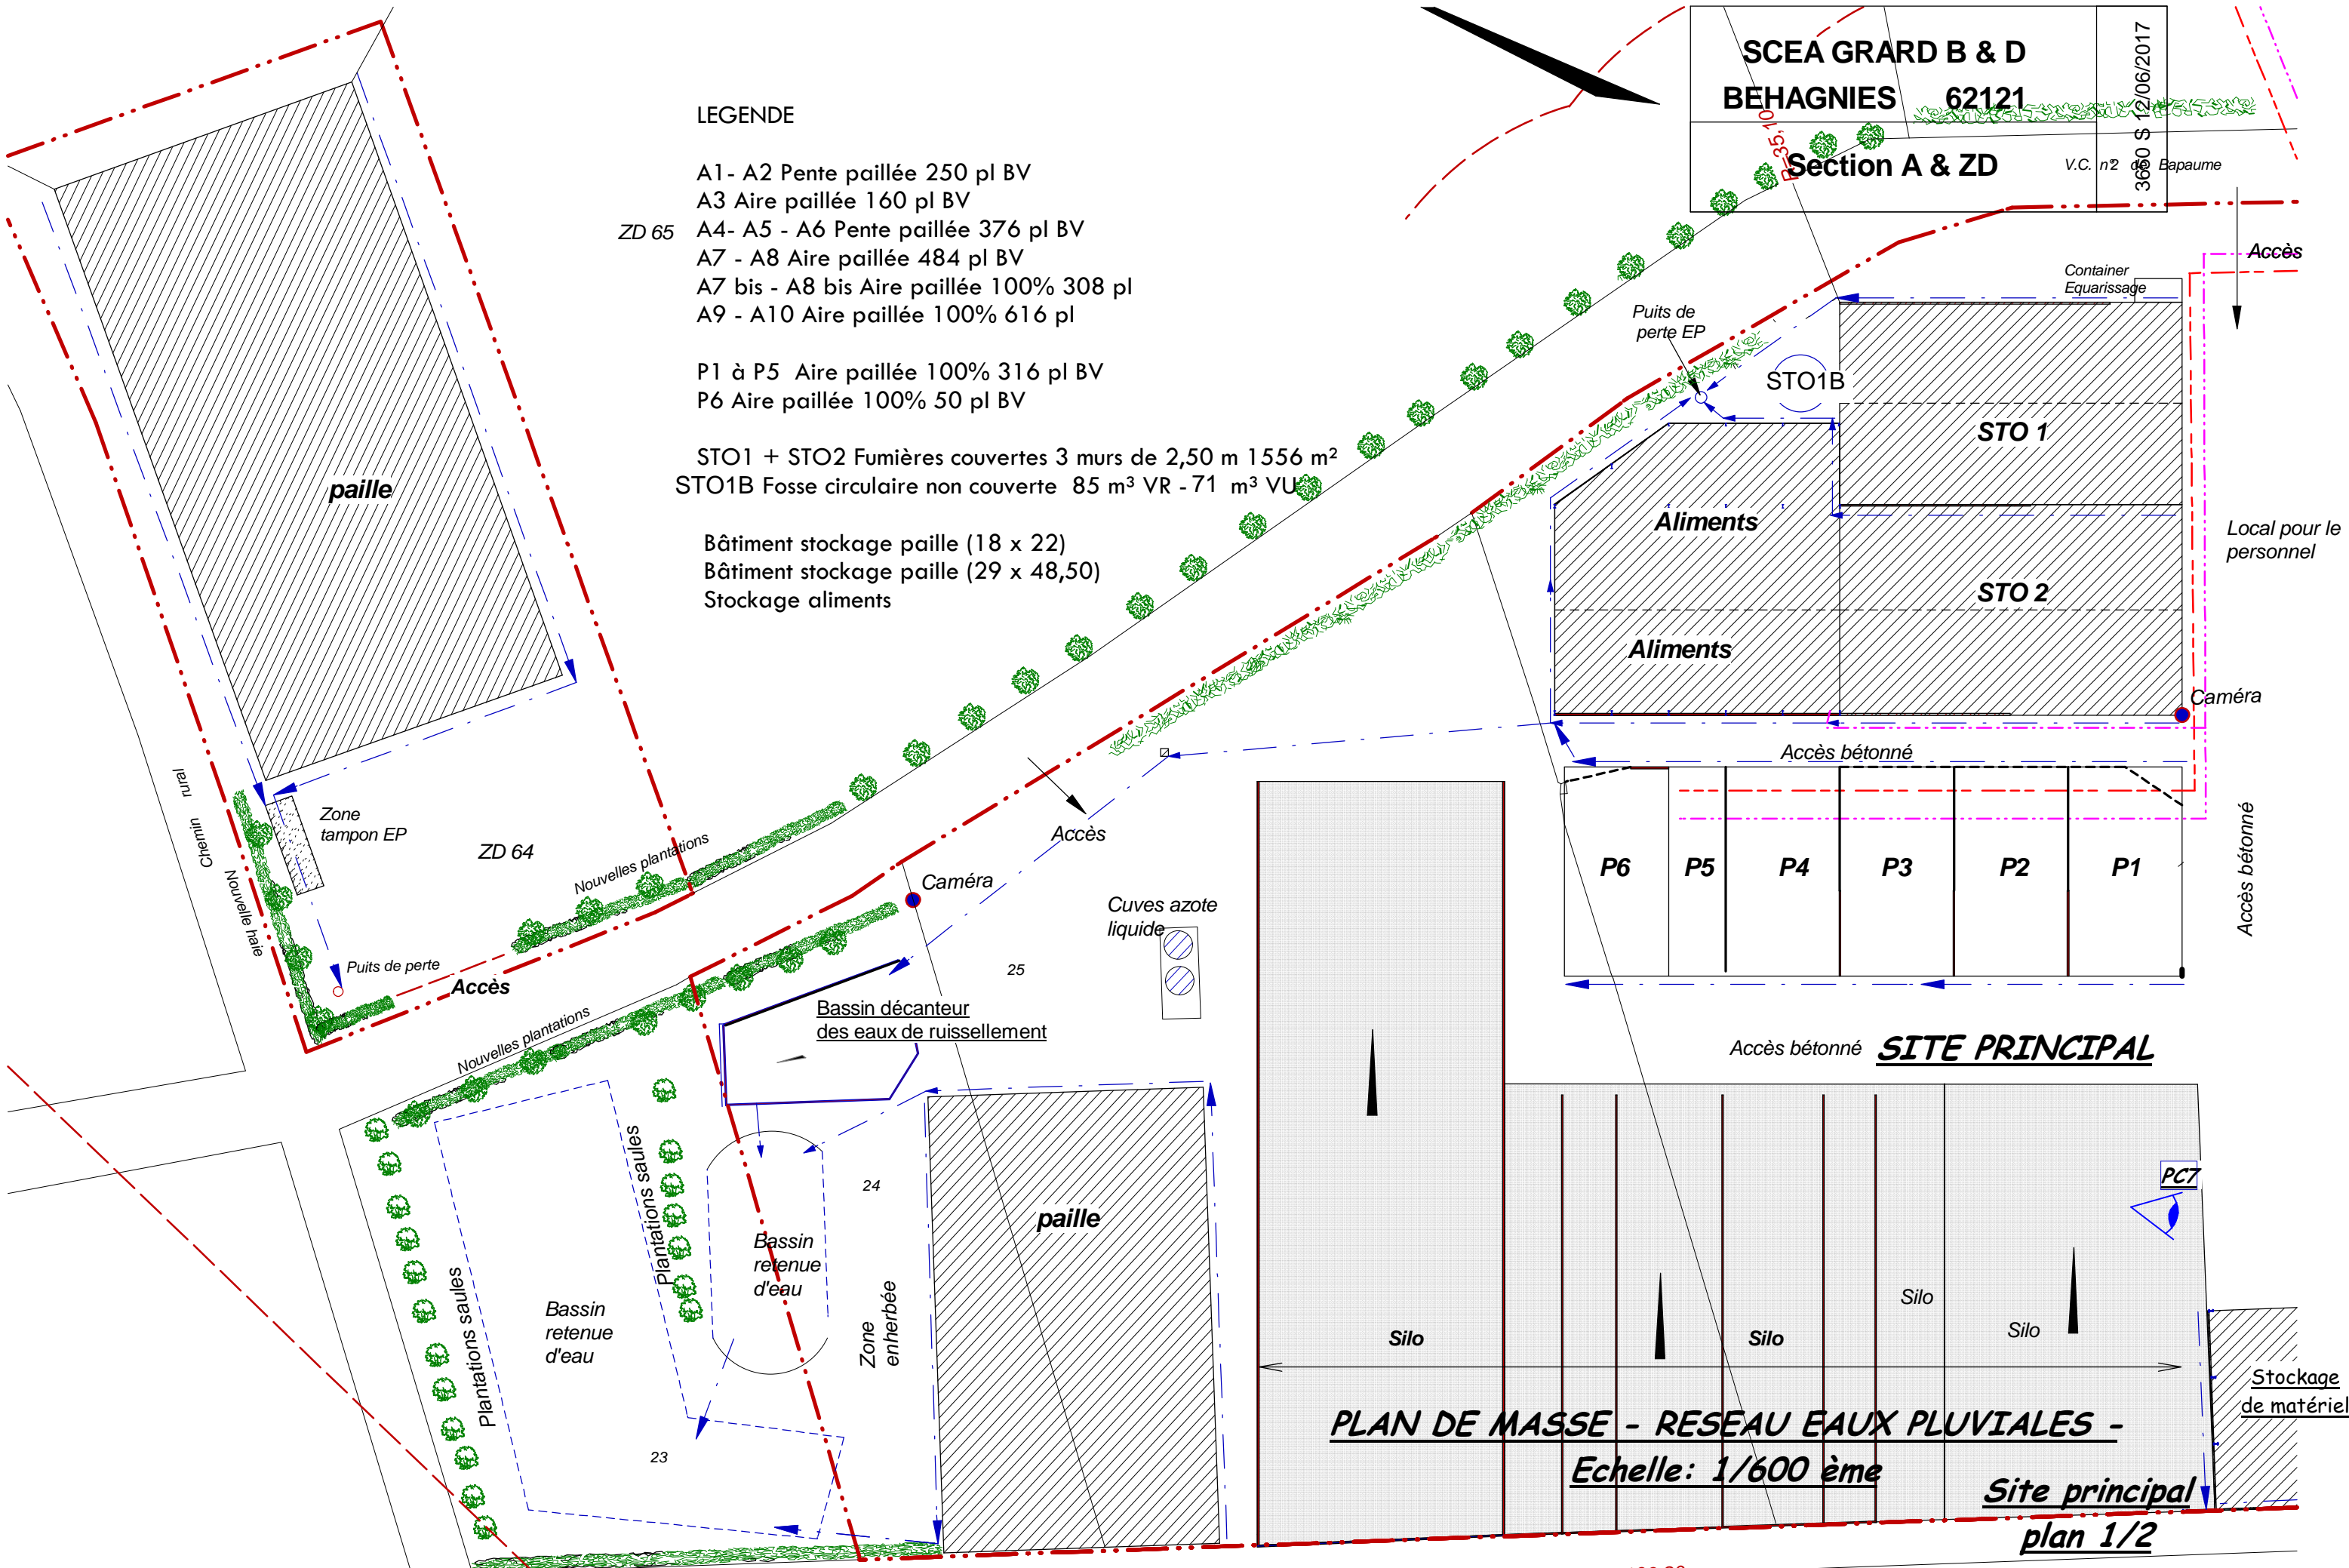 SCEA GRARD B & D
BEHAGNIES 62121
Section A & ZD
3660 S 12/06/2017
R=35,10
V.C. n°2 de Bapaume
LEGENDE
A1- A2 Pente paillée 250 pl BV
A3 Aire paillée 160 pl BV
A4- A5 - A6 Pente paillée 376 pl BV
A7 - A8 Aire paillée 484 pl BV
A7 bis - A8 bis Aire paillée 100% 308 pl
A9 - A10 Aire paillée 100% 616 pl
P1 à P5 Aire paillée 100% 316 pl BV
P6 Aire paillée 100% 50 pl BV
STO1 + STO2 Fumières couvertes 3 murs de 2,50 m 1556 m²
STO1B Fosse circulaire non couverte 85 m³ VR - 71 m³ VU
Bâtiment stockage paille (18 x 22)
Bâtiment stockage paille (29 x 48,50)
Stockage aliments
ZD 65
Accès
Container
Equarissage
Puits de
perte EP
STO1B
STO 1
paille
Aliments
Local pour le
personnel
STO 2
Aliments
Caméra
Accès bétonné
Chemin rural
Zone
tampon EP
ZD 64
Nouvelles plantations
Accès
Nouvelle haie
Caméra
P6
P5
P4
P3
P2
P1
Accès bétonné
Cuves azote
liquide
25
Puits de perte
Accès
Bassin décanteur
des eaux de ruissellement
Nouvelles plantations
Accès bétonné
SITE PRINCIPAL
Plantations saules
24
paille
PC7
Bassin
retenue
d'eau
Zone
enherbée
Bassin
retenue
d'eau
Plantations saules
Silo
Silo
Silo
Silo
Stockage
de matériel
PLAN DE MASSE - RESEAU EAUX PLUVIALES -
Echelle: 1/600 ème
23
Site principal
plan 1/2